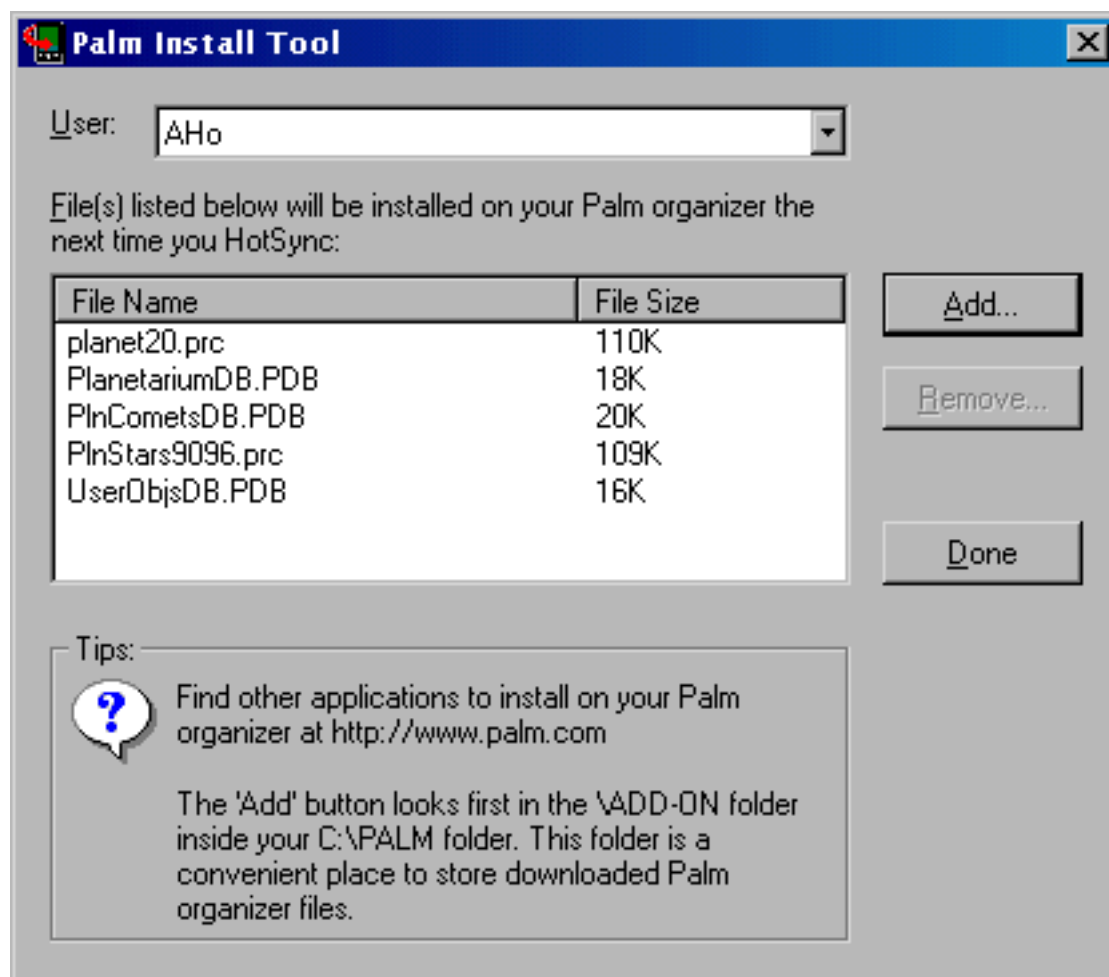 Palm Install Tool
User: AHo
File(s) listed below will be installed on your Palm organizer the
next time you HotSync:
File Name File Size
planet20.prc 110K
PlanetariumDB.PDB 18K
PlnCometsDB.PDB 20K
PlnStars9096.prc 109K
UserObjsDB.PDB 16K
Add...
Remove...
Done
Tips:
?
Find other applications to install on your Palm
organizer at http://www.palm.com
The 'Add' button looks first in the \ADD-ON folder
inside your C:\PALM folder. This folder is a
convenient place to store downloaded Palm
organizer files.